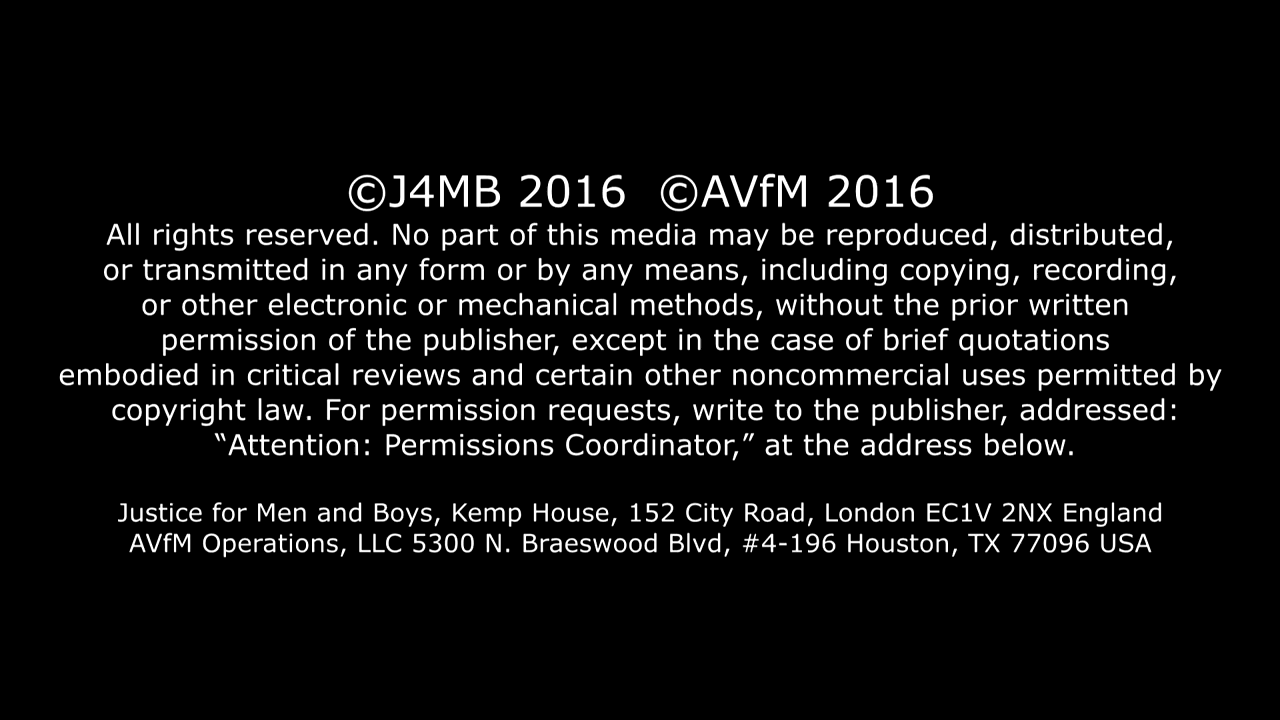 ©J4MB 2016  ©AVfM 2016
All rights reserved. No part of this media may be reproduced, distributed,
or transmitted in any form or by any means, including copying, recording,
or other electronic or mechanical methods, without the prior written
permission of the publisher, except in the case of brief quotations
embodied in critical reviews and certain other noncommercial uses permitted by
copyright law. For permission requests, write to the publisher, addressed:
“Attention: Permissions Coordinator,” at the address below.
Justice for Men and Boys, Kemp House, 152 City Road, London EC1V 2NX England
AVfM Operations, LLC 5300 N. Braeswood Blvd, #4-196 Houston, TX 77096 USA